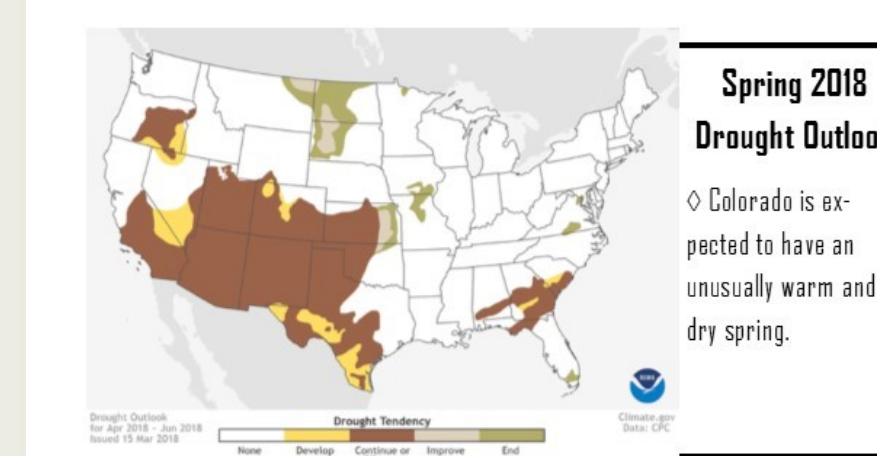 Spring 2018
Drought Outloo
◊ Colorado is ex-
pected to have an
unusually warm and
dry spring.
Drought Outlook
for Apr 2018 - Jun 2018
Issued 15 Mar 2018
Drought Tendency
None Develop Continue or Improve End
Climate.gov
Data: CPC